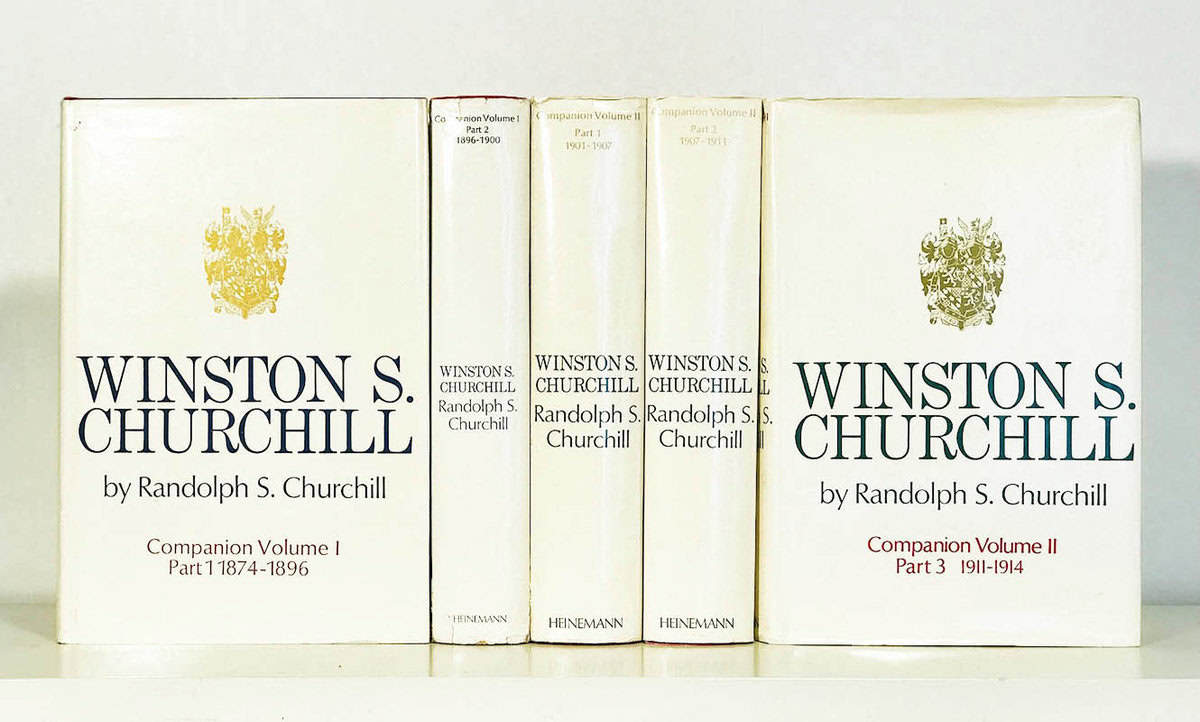 WINSTON S.
CHURCHILL
by Randolph S. Churchill
Companion Volume I
Part 1 1874-1896
Companion Volume I
Part 2
1896-1900
WINSTON S.
CHURCHILL
Randolph S.
Churchill
HEINEMANN
Companion Volume II
Part 1
1901-1907
WINSTON S.
CHURCHILL
Randolph S.
Churchill
HEINEMANN
Companion Volume II
Part 2
1907-1911
WINSTON S.
CHURCHILL
Randolph S.
Churchill
HEINEMANN
S.
L
S.
ll
WINSTON S.
CHURCHILL
by Randolph S. Churchill
Companion Volume II
Part 3 1911-1914